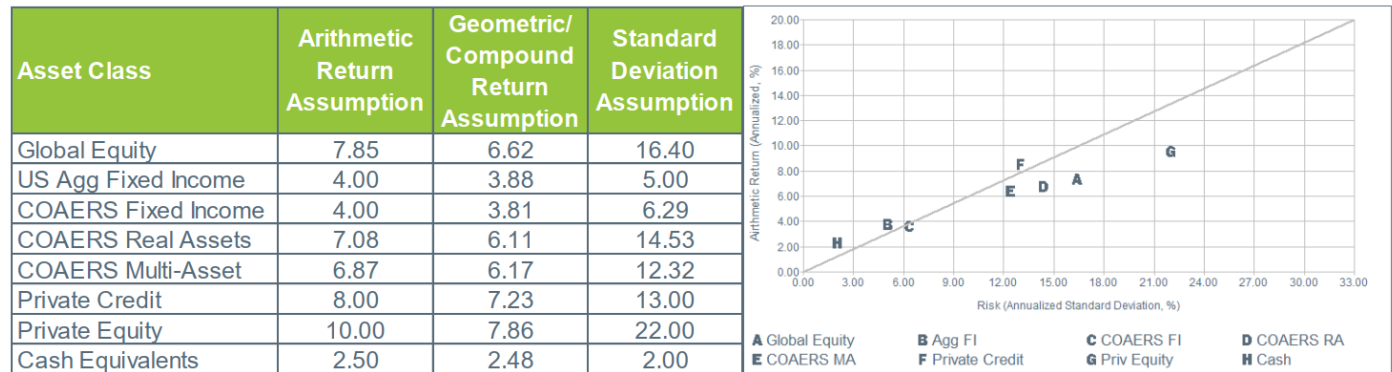 Asset Class
Arithmetic
Return
Assumption
Geometric/
Compound
Return
Assumption
Standard
Deviation
Assumption
Global Equity 7.85 6.62 16.40
US Agg Fixed Income 4.00 3.88 5.00
COAERS Fixed Income 4.00 3.81 6.29
COAERS Real Assets 7.08 6.11 14.53
COAERS Multi-Asset 6.87 6.17 12.32
Private Credit 8.00 7.23 13.00
Private Equity 10.00 7.86 22.00
Cash Equivalents 2.50 2.48 2.00
Airthmetic Return (Annualized, %)
20.00
18.00
16.00
14.00
12.00
10.00
8.00
6.00
4.00
2.00
0.00
H
B
C
E
F
D
A
G
0.00 3.00 6.00 9.00 12.00 15.00 18.00 21.00 24.00 27.00 30.00 33.00
Risk (Annualized Standard Deviation, %)
A Global Equity B Agg FI C COAERS FI D COAERS RA
E COAERS MA F Private Credit G Priv Equity H Cash